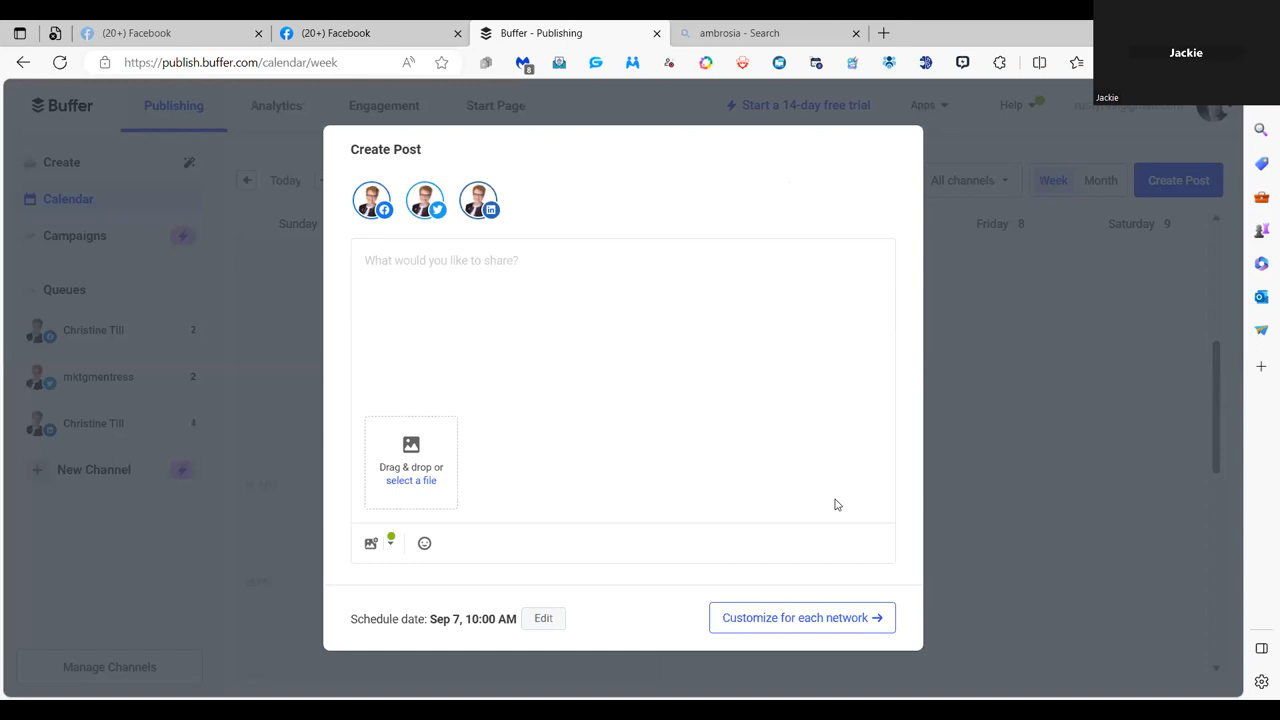 (20+) Facebook
(20+) Facebook
Buffer - Publishing
ambrosia - Search
https://publish.buffer.com/calendar/week
8
Jackie
Jackie
Buffer
Publishing
Analytics
Engagement
Start Page
Start a 14-day free trial
Apps
Help
Create
Calendar
Campaigns
Queues
Christine Till 2
mktgmentress 2
Christine Till 4
New Channel
Manage Channels
Today
All channels
Week
Month
Create Post
Sunday
Friday 8
Saturday 9
Create Post
What would you like to share?
Drag & drop or
select a file
Schedule date: Sep 7, 10:00 AM
Edit
Customize for each network